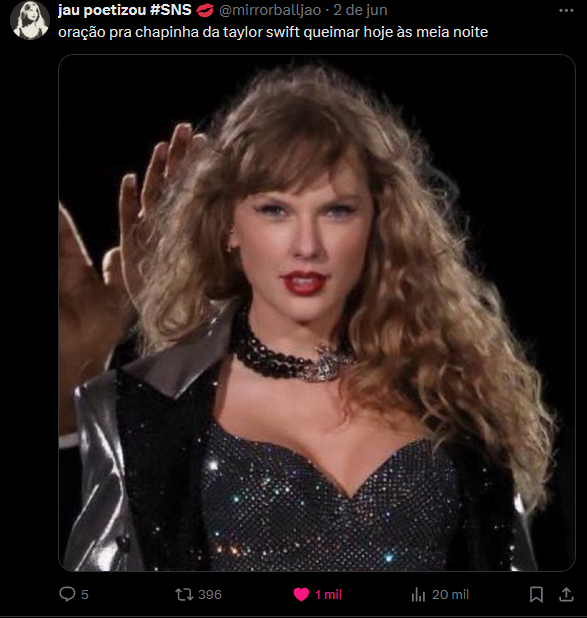 jau poetizou #SNS 💋 @mirrorballjao · 2 de jun
oração pra chapinha da taylor swift queimar hoje às meia noite
5 396 1 mil 20 mil